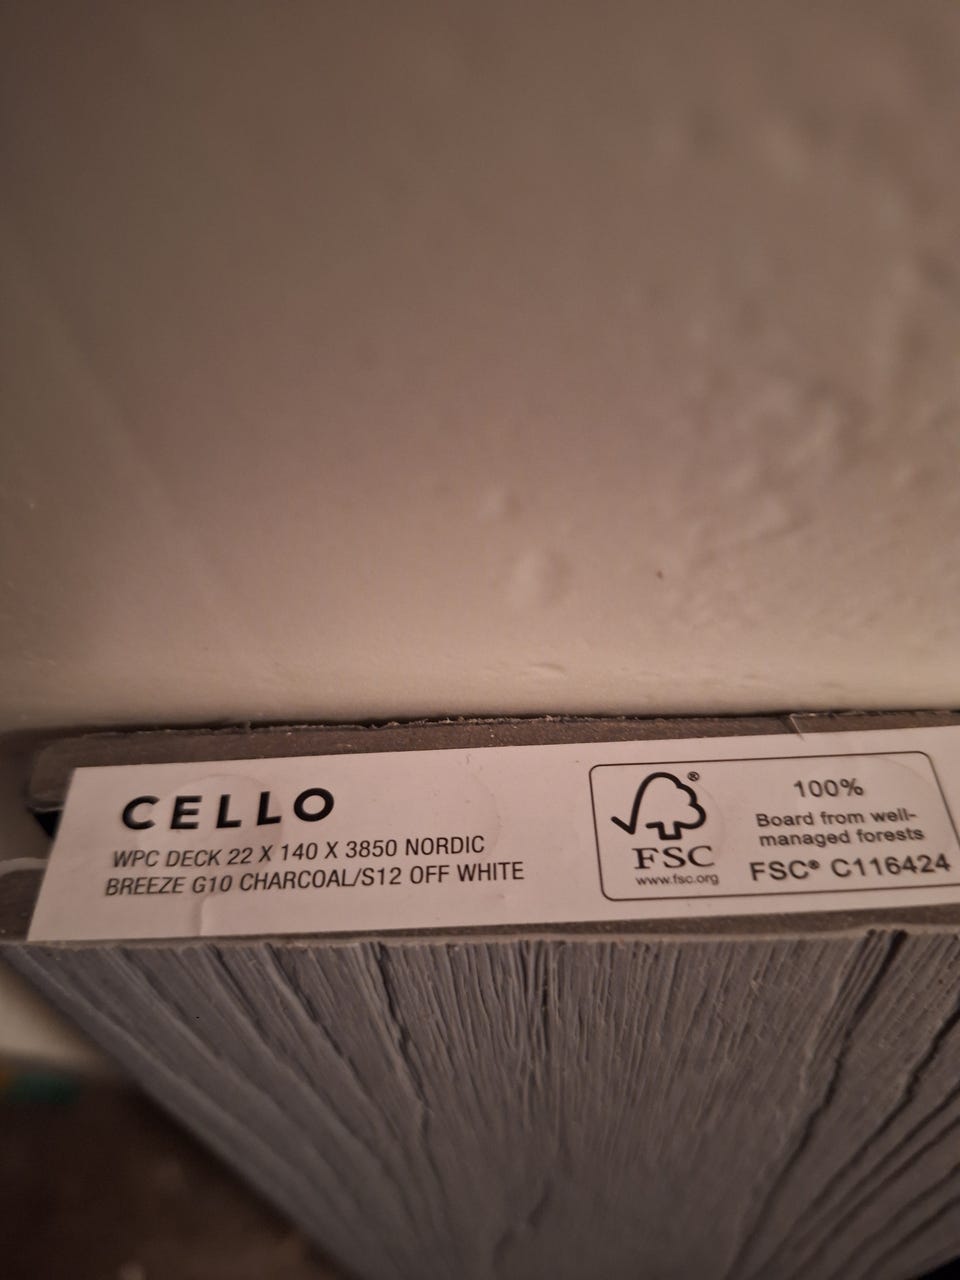 CELLO
WPC DECK 22 X 140 X 3850 NORDIC
BREEZE G10 CHARCOAL/S12 OFF WHITE
®
FSC
www.fsc.org
100%
Board from well-
managed forests
FSC® C116424